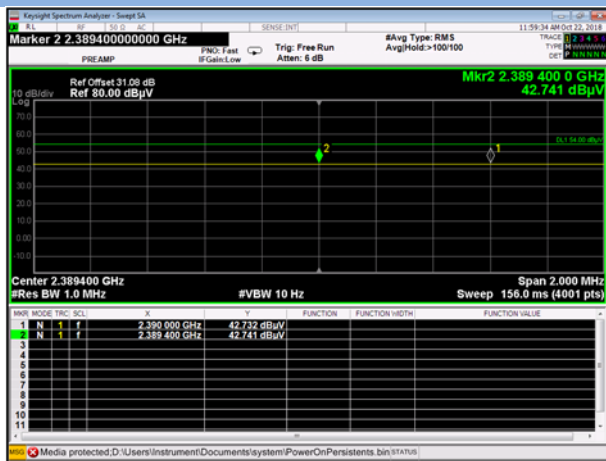 Keysight Spectrum Analyzer - Swept SA
RL RF 50 Ω AC SENSE:INT 11:59:34 AM Oct 22, 2018
Marker 2 2.389400000000 GHz
PREAMP
PNO: Fast
IFGain:Low
Trig: Free Run
Atten: 6 dB
#Avg Type: RMS
Avg|Hold:>100/100
TRACE 1 2 3 4 5 6
TYPE M WWWWW
DET P N N N N N
Mkr2 2.389 400 0 GHz
42.741 dBµV
Ref Offset 31.08 dB
10 dB/div Ref 80.00 dBµV
Log
70.0
60.0
DL1 54.00 dBµV
2
1
50.0
40.0
30.0
20.0
10.0
0.00
-10.0
Center 2.389400 GHz Span 2.000 MHz
#Res BW 1.0 MHz #VBW 10 Hz Sweep 156.0 ms (4001 pts)
MKR MODE TRC SCL X Y FUNCTION FUNCTION WIDTH FUNCTION VALUE
1 N 1 f 2.390 000 GHz 42.732 dBµV
2 N 1 f 2.389 400 GHz 42.741 dBµV
3
4
5
6
7
8
9
10
11
MSG Media protected;D:\Users\Instrument\Documents\system\PowerOnPersistents.bin STATUS